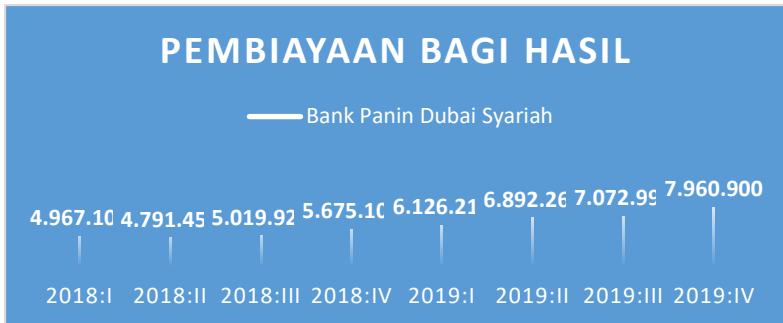 PEMBIAYAAN BAGI HASIL
Bank Panin Dubai Syariah
4.967.10 4.791.45 5.019.92 5.675.10 6.126.21 6.892.26 7.072.99 7.960.900
2018:I 2018:II 2018:III 2018:IV 2019:I 2019:II 2019:III 2019:IV